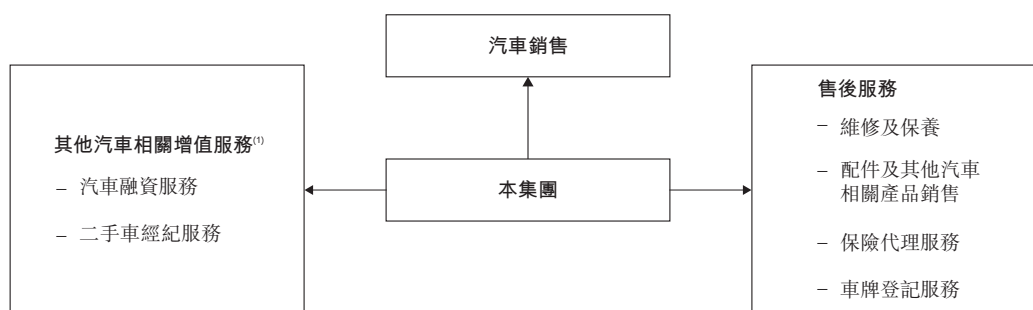 汽車銷售
其他汽車相關增值服務(1)
– 汽車融資服務
– 二手車經紀服務
本集團
售後服務
– 維修及保養
– 配件及其他汽車
相關產品銷售
– 保險代理服務
– 車牌登記服務